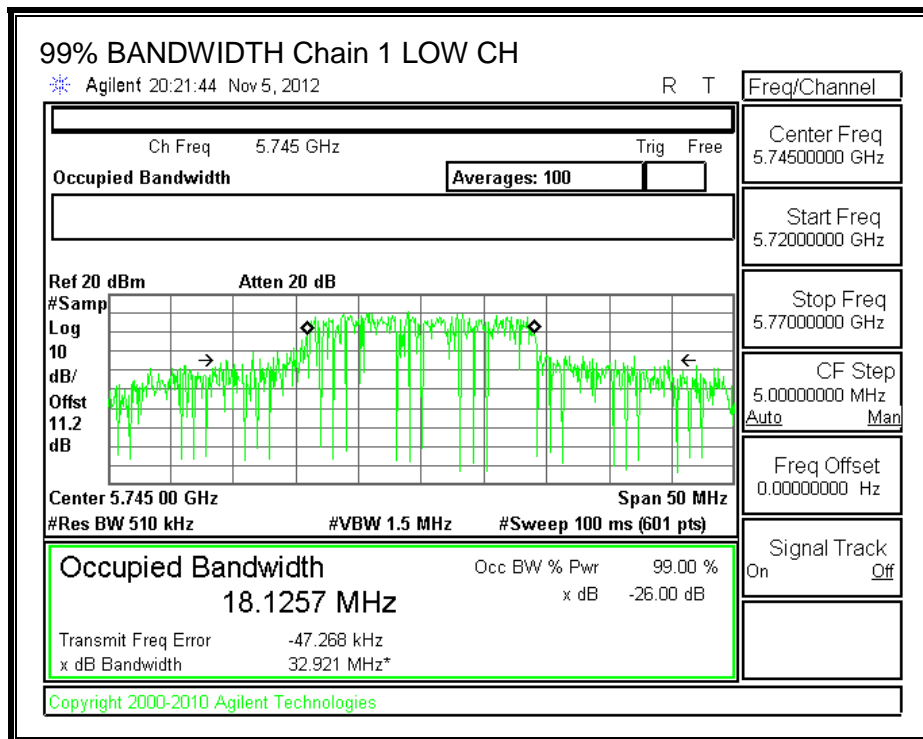 99% BANDWIDTH Chain 1 LOW CH
Agilent 20:21:44 Nov 5, 2012 R T
Freq/Channel
Ch Freq 5.745 GHz Trig Free
Occupied Bandwidth Averages: 100
Center Freq
5.74500000 GHz
Start Freq
5.72000000 GHz
Stop Freq
5.77000000 GHz
CF Step
5.00000000 MHz
Auto Man
Freq Offset
0.00000000 Hz
Signal Track
On Off
Ref 20 dBm Atten 20 dB
#Samp
Log
10
dB/
Offst
11.2
dB
Center 5.745 00 GHz Span 50 MHz
#Res BW 510 kHz #VBW 1.5 MHz #Sweep 100 ms (601 pts)
Occupied Bandwidth Occ BW % Pwr 99.00 %
18.1257 MHz x dB -26.00 dB
Transmit Freq Error -47.268 kHz
x dB Bandwidth 32.921 MHz*
Copyright 2000-2010 Agilent Technologies